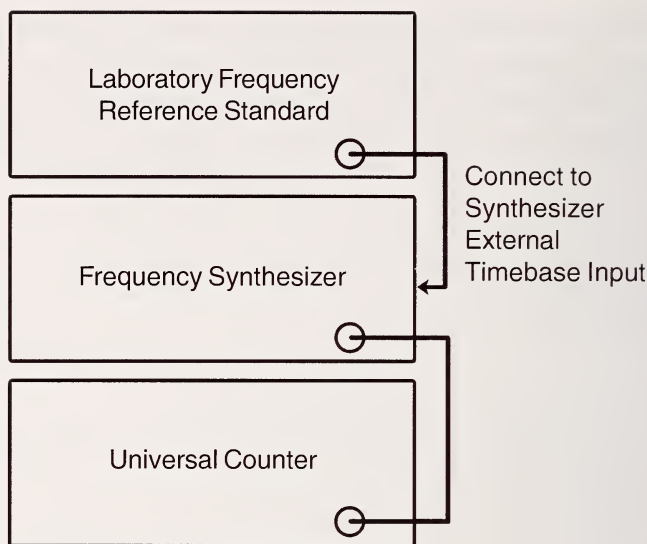 Laboratory Frequency
Reference Standard
Connect to
Synthesizer
External
Timebase Input
Frequency Synthesizer
Universal Counter